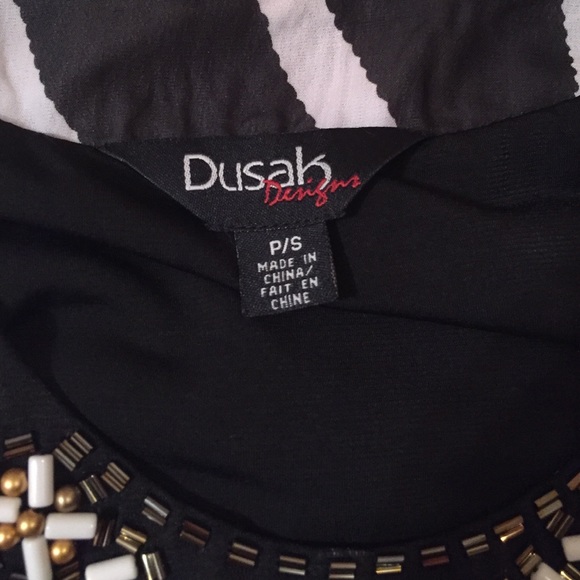 Dusak
Designs
P/S
MADE IN
CHINA/
FAIT EN
CHINE